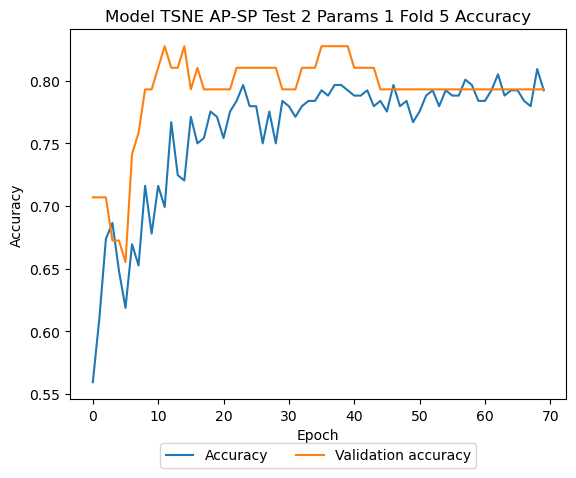 Model TSNE AP-SP Test 2 Params 1 Fold 5 Accuracy
Accuracy
0.80
0.75
0.70
0.65
0.60
0.55
0 10 20 30 40 50 60 70
Epoch
Accuracy Validation accuracy